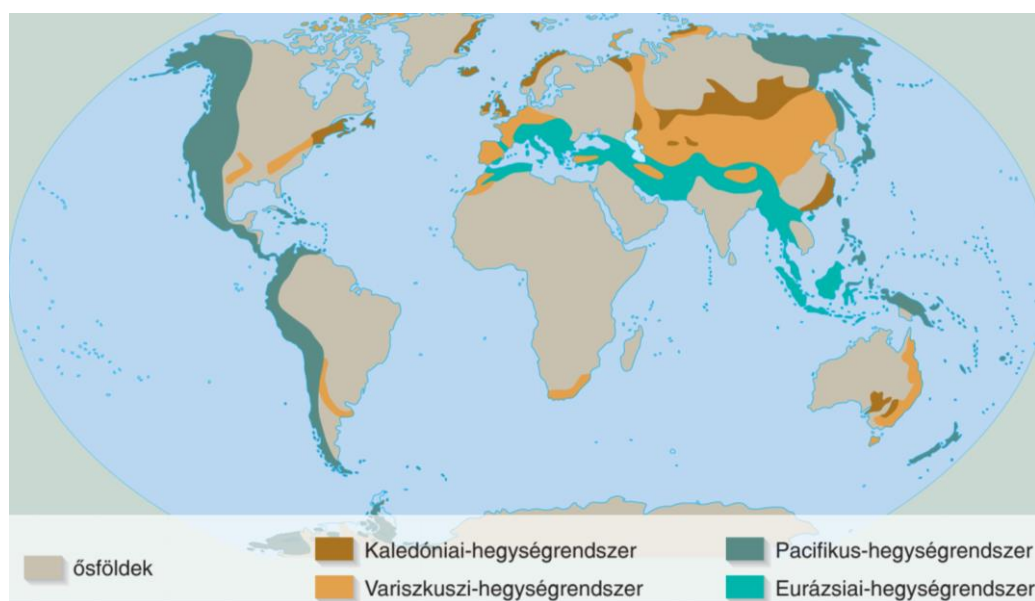 ősföldek
Kaledóniai-hegységrendszer
Variszkuszi-hegységrendszer
Pacifikus-hegységrendszer
Eurázsiai-hegységrendszer